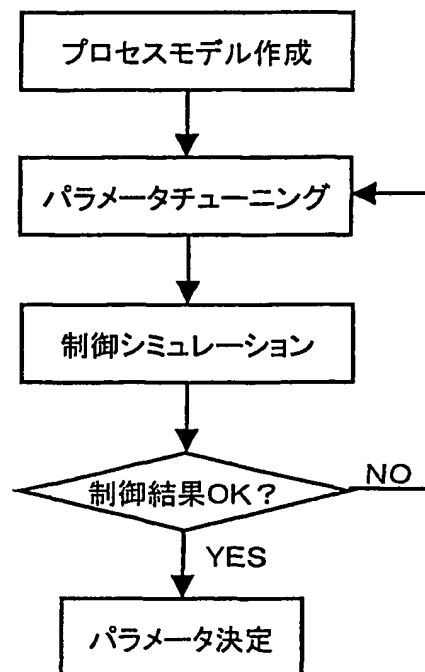 プロセスモデル作成
パラメータチューニング
制御シミュレーション
制御結果OK？
NO
YES
パラメータ決定